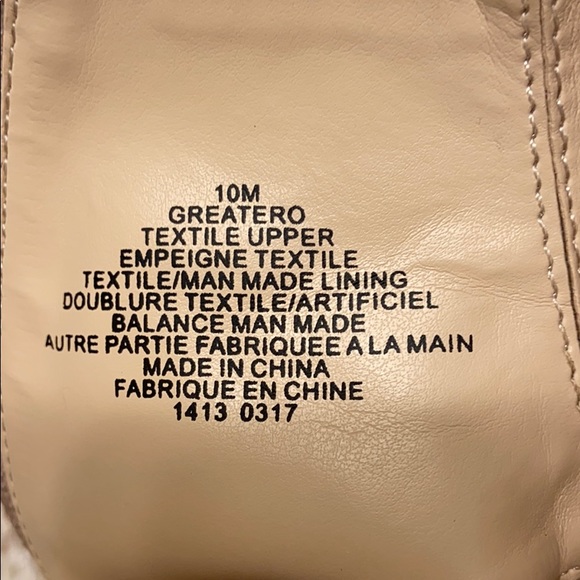 10M
GREATERO
TEXTILE UPPER
EMPEIGNE TEXTILE
TEXTILE/MAN MADE LINING
DOUBLURE TEXTILE/ARTIFICIEL
BALANCE MAN MADE
AUTRE PARTIE FABRIQUEE A LA MAIN
MADE IN CHINA
FABRIQUE EN CHINE
1413 0317